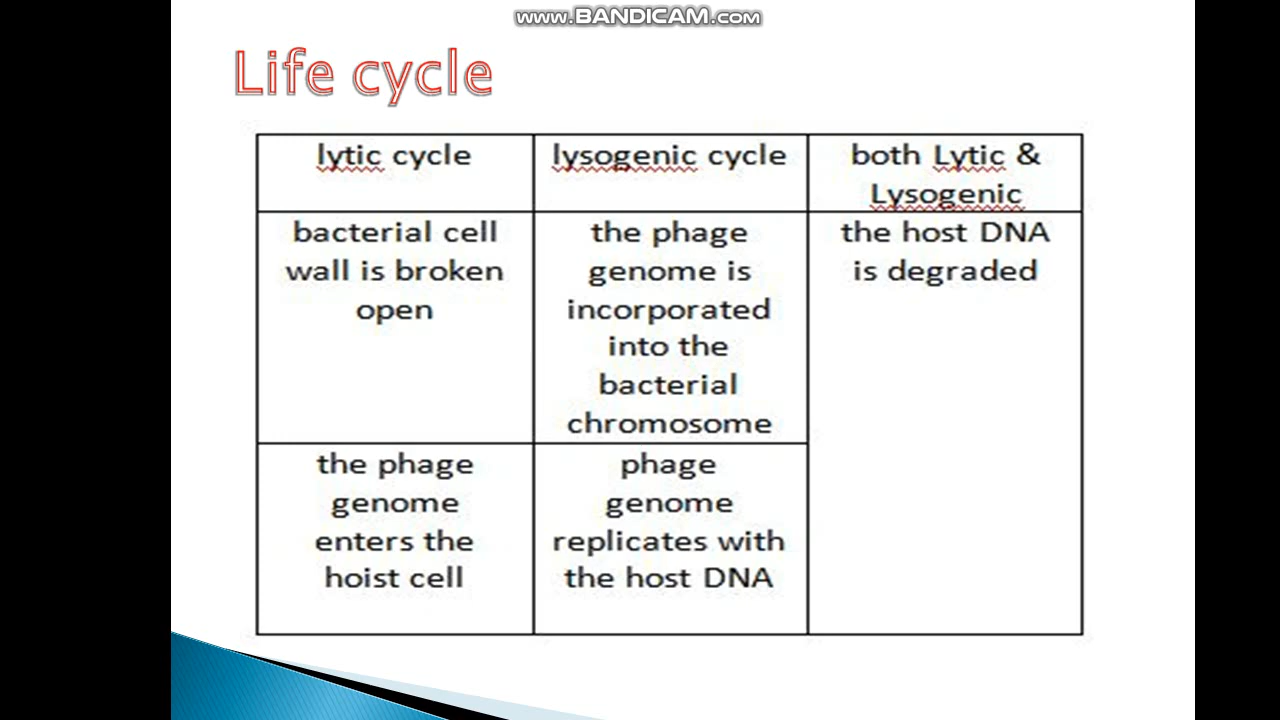 www.BANDICAM.com
Life cycle
lytic cycle
lysogenic cycle
both Lytic &
Lysogenic
bacterial cell
wall is broken
open
the phage
genome is
incorporated
into the
bacterial
chromosome
the host DNA
is degraded
the phage
genome
enters the
hoist cell
phage
genome
replicates with
the host DNA